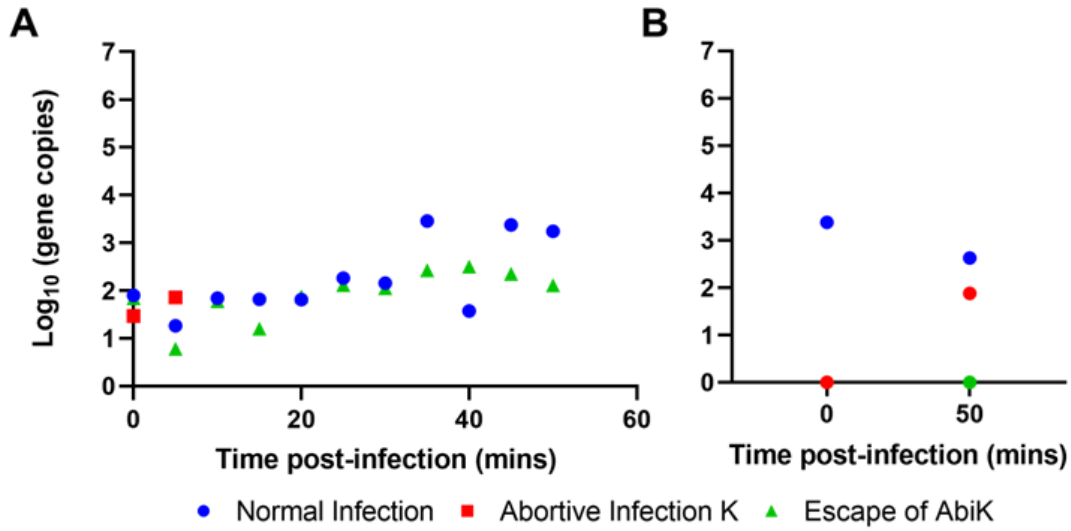 A
B
Log10 (gene copies)
7
6
5
4
3
2
1
0
0 20 40 60
Time post-infection (mins)
7
6
5
4
3
2
1
0
0 50
Time post-infection (mins)
Normal Infection Abortive Infection K Escape of AbiK